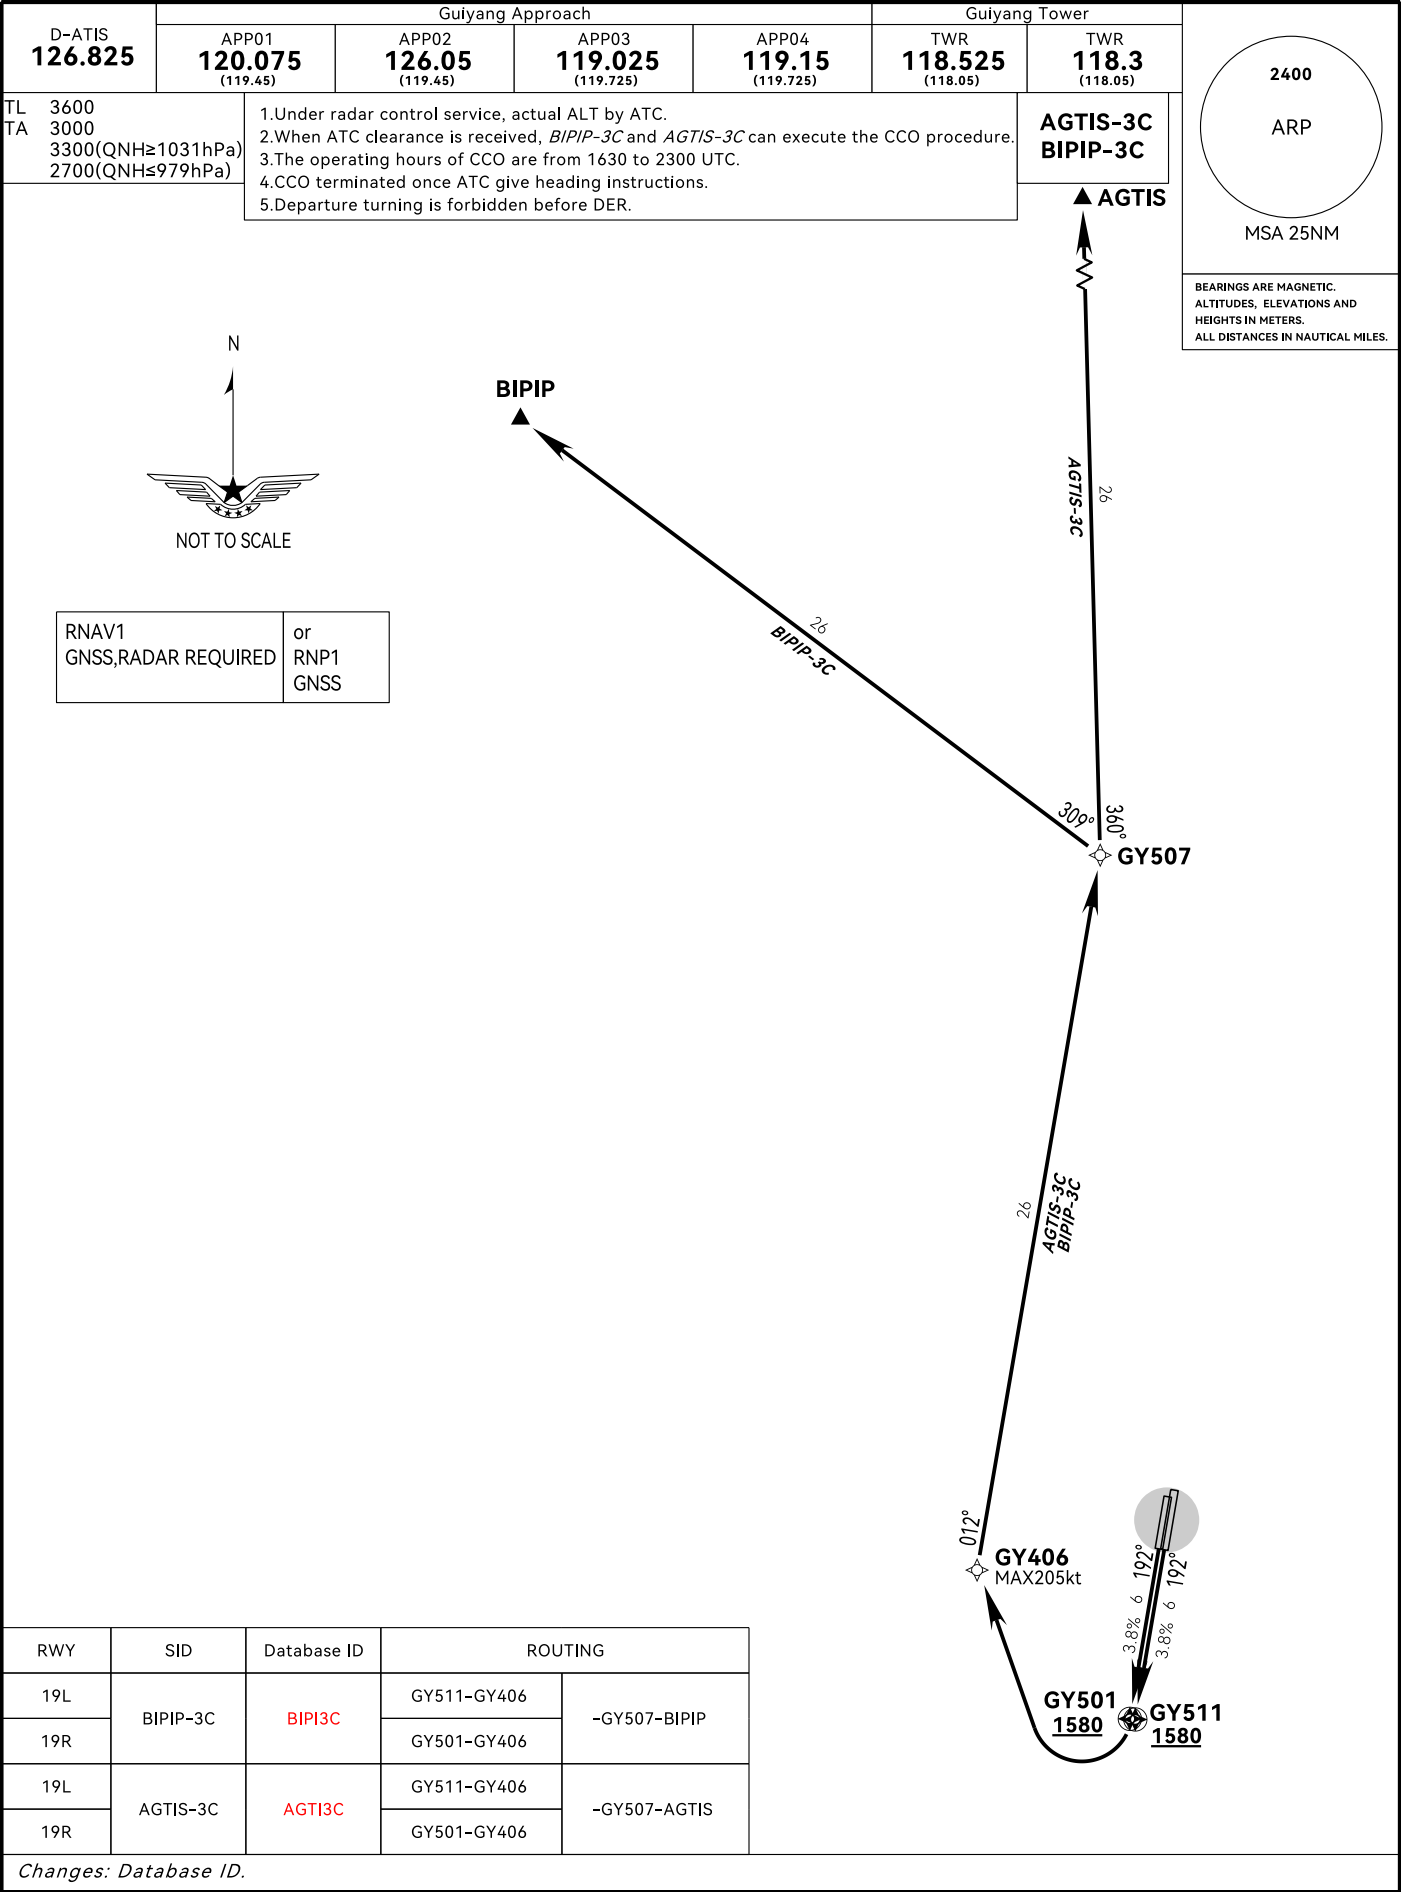 D-ATIS
126.825
Guiyang Approach
APP01
120.075
(119.45)
APP02
126.05
(119.45)
APP03
119.025
(119.725)
APP04
119.15
(119.725)
Guiyang Tower
TWR
118.525
(118.05)
TWR
118.3
(118.05)
TL 3600
TA 3000
3300(QNH≥1031hPa)
2700(QNH≤979hPa)
1.Under radar control service, actual ALT by ATC.
2.When ATC clearance is received, BIPIP-3C and AGTIS-3C can execute the CCO procedure.
3.The operating hours of CCO are from 1630 to 2300 UTC.
4.CCO terminated once ATC give heading instructions.
5.Departure turning is forbidden before DER.
AGTIS-3C
BIPIP-3C
2400
ARP
MSA 25NM
BEARINGS ARE MAGNETIC.
ALTITUDES, ELEVATIONS AND
HEIGHTS IN METERS.
ALL DISTANCES IN NAUTICAL MILES.
AGTIS
N
NOT TO SCALE
BIPIP
AGTIS-3C
26
RNAV1
GNSS,RADAR REQUIRED
or
RNP1
GNSS
26
BIPIP-3C
309°
360°
GY507
26
AGTIS-3C
BIPIP-3C
012°
GY406
MAX205kt
3.8% 6 192°
3.8% 6 192°
GY501
1580
GY511
1580
RWY SID Database ID ROUTING
19L BIPIP-3C BIPI3C GY511-GY406 -GY507-BIPIP
19R GY501-GY406
19L AGTIS-3C AGTI3C GY511-GY406 -GY507-AGTIS
19R GY501-GY406
Changes: Database ID.